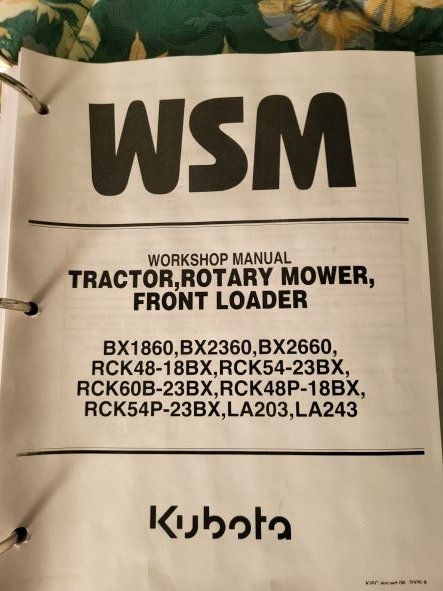 WSM
WORKSHOP MANUAL
TRACTOR,ROTARY MOWER,
FRONT LOADER
BX1860,BX2360,BX2660,
RCK48-18BX,RCK54-23BX,
RCK60B-23BX,RCK48P-18BX,
RCK54P-23BX,LA203,LA243
Kubota